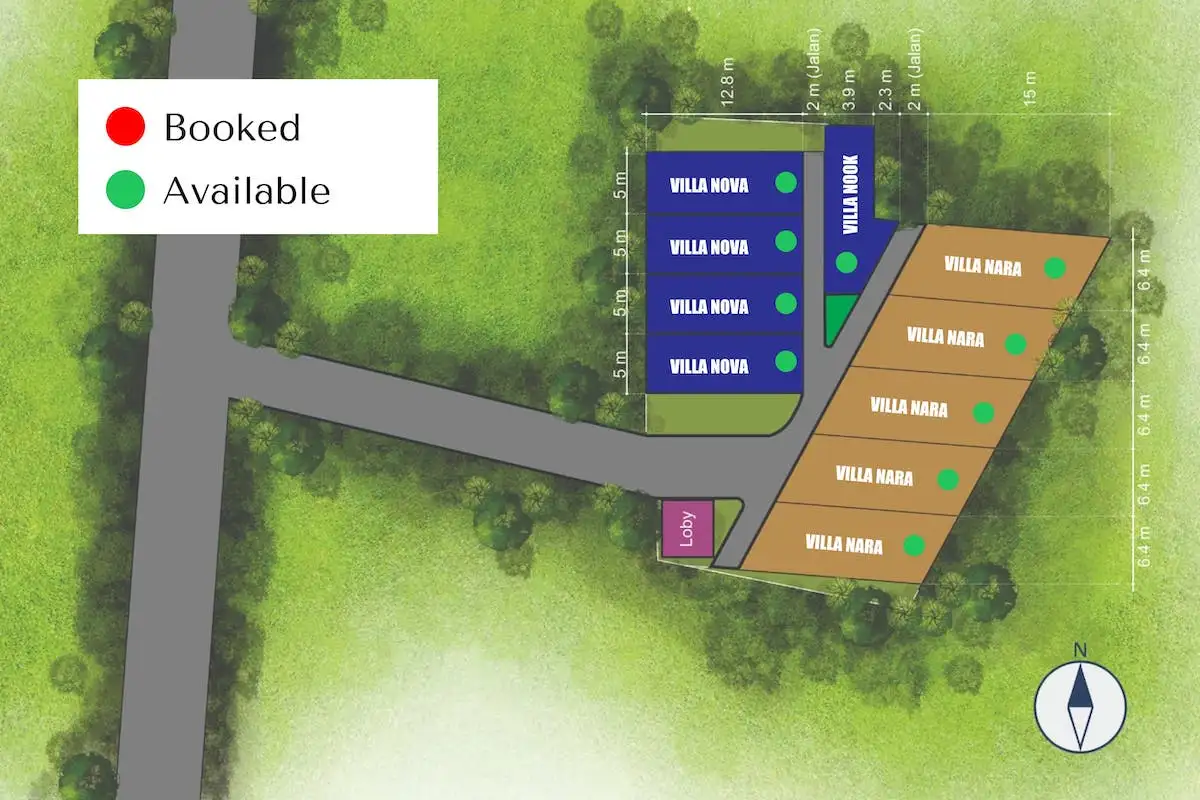 Booked
Available
12.8 m
2 m (Jalan)
3.9 m
2.3 m
2 m (Jalan)
15 m
5 m
5 m
5 m
5 m
VILLA NOVA
VILLA NOVA
VILLA NOVA
VILLA NOVA
VILLA NOOK
VILLA NARA
VILLA NARA
VILLA NARA
VILLA NARA
VILLA NARA
6.4 m
6.4 m
6.4 m
6.4 m
6.4 m
Loby
N